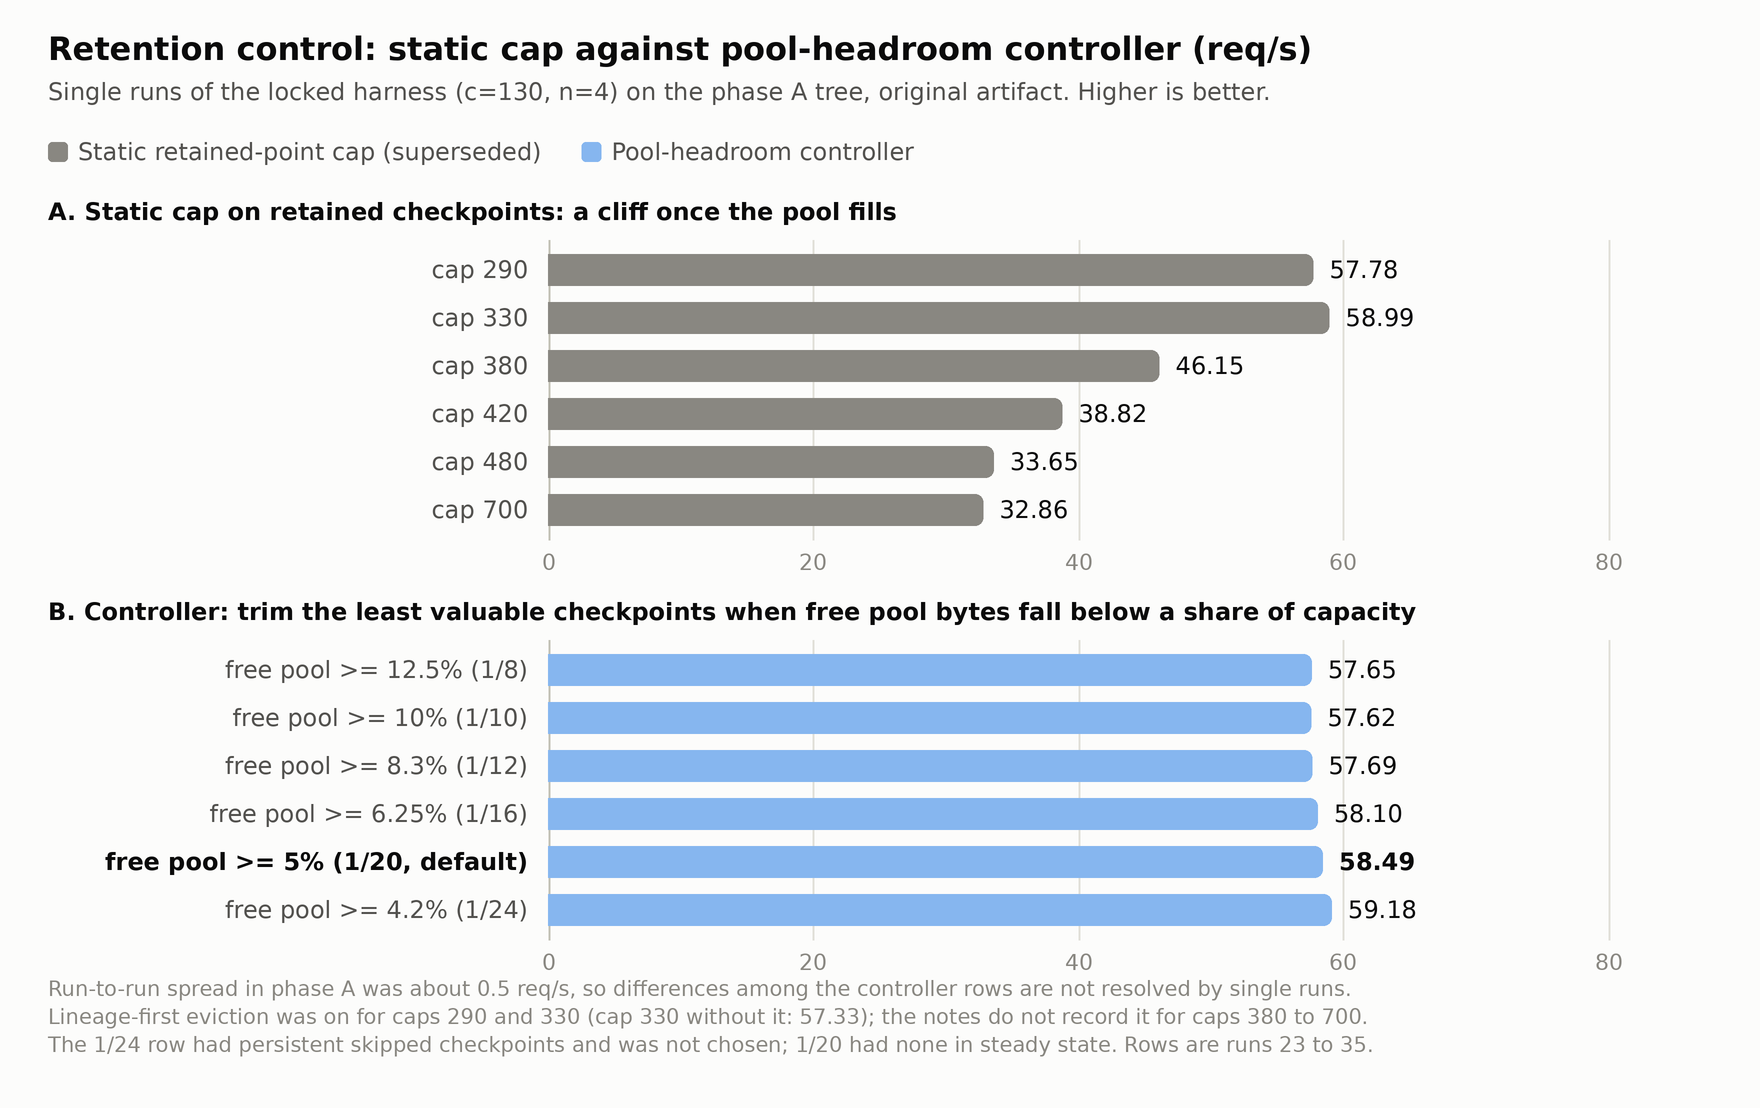 Retention control: static cap against pool-headroom controller (req/s)
Single runs of the locked harness (c=130, n=4) on the phase A tree, original artifact. Higher is better.
Static retained-point cap (superseded) Pool-headroom controller
A. Static cap on retained checkpoints: a cliff once the pool fills
cap 290 57.78
cap 330 58.99
cap 380 46.15
cap 420 38.82
cap 480 33.65
cap 700 32.86
0 20 40 60 80
B. Controller: trim the least valuable checkpoints when free pool bytes fall below a share of capacity
free pool >= 12.5% (1/8) 57.65
free pool >= 10% (1/10) 57.62
free pool >= 8.3% (1/12) 57.69
free pool >= 6.25% (1/16) 58.10
free pool >= 5% (1/20, default) 58.49
free pool >= 4.2% (1/24) 59.18
0 20 40 60 80
Run-to-run spread in phase A was about 0.5 req/s, so differences among the controller rows are not resolved by single runs.
Lineage-first eviction was on for caps 290 and 330 (cap 330 without it: 57.33); the notes do not record it for caps 380 to 700.
The 1/24 row had persistent skipped checkpoints and was not chosen; 1/20 had none in steady state. Rows are runs 23 to 35.